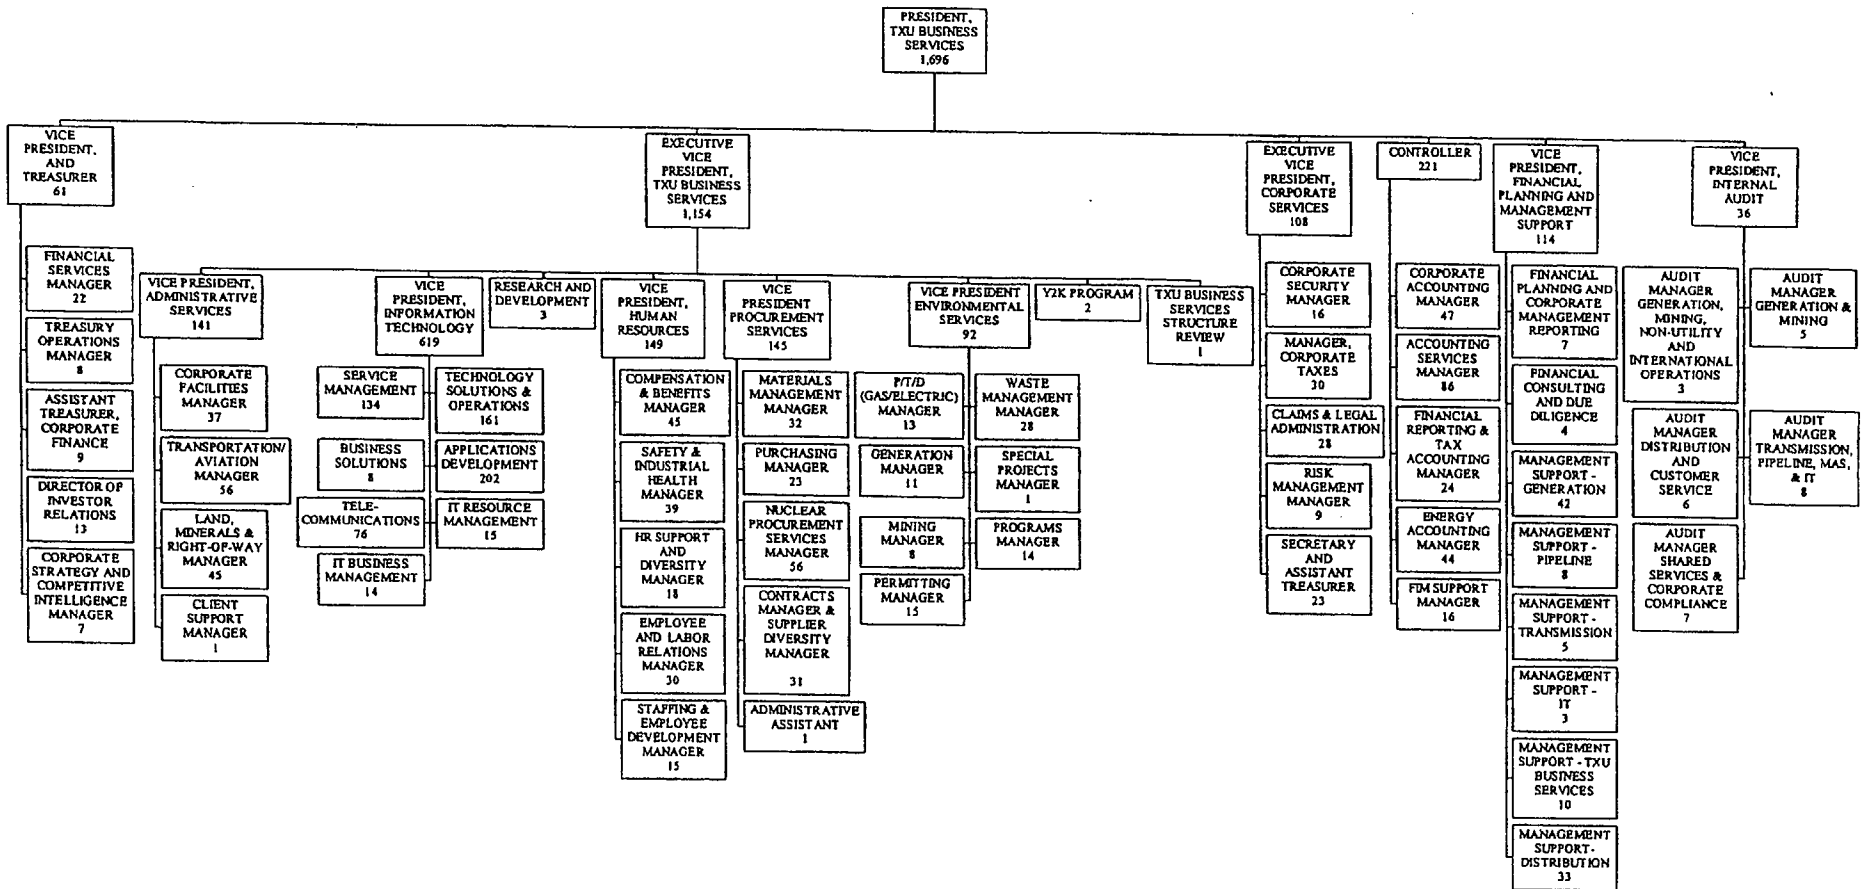 PRESIDENT,
TXU BUSINESS
SERVICES
1,696
VICE
PRESIDENT,
AND
TREASURER
61
FINANCIAL
SERVICES
MANAGER
22
TREASURY
OPERATIONS
MANAGER
8
ASSISTANT
TREASURER,
CORPORATE
FINANCE
9
DIRECTOR OF
INVESTOR
RELATIONS
13
CORPORATE
STRATEGY AND
COMPETITIVE
INTELLIGENCE
MANAGER
7
EXECUTIVE
VICE
PRESIDENT,
TXU BUSINESS
SERVICES
1,154
VICE PRESIDENT,
ADMINISTRATIVE
SERVICES
141
CORPORATE
FACILITIES
MANAGER
37
TRANSPORTATION/
AVIATION
MANAGER
56
LAND,
MINERALS &
RIGHT-OF-WAY
MANAGER
45
CLIENT
SUPPORT
MANAGER
1
VICE
PRESIDENT,
INFORMATION
TECHNOLOGY
619
SERVICE
MANAGEMENT
134
BUSINESS
SOLUTIONS
8
TELE-
COMMUNICATIONS
76
IT BUSINESS
MANAGEMENT
14
TECHNOLOGY
SOLUTIONS &
OPERATIONS
161
APPLICATIONS
DEVELOPMENT
202
IT RESOURCE
MANAGEMENT
15
RESEARCH AND
DEVELOPMENT
3
VICE
PRESIDENT,
HUMAN
RESOURCES
149
COMPENSATION
& BENEFITS
MANAGER
45
SAFETY &
INDUSTRIAL
HEALTH
MANAGER
39
HR SUPPORT
AND
DIVERSITY
MANAGER
18
EMPLOYEE
AND LABOR
RELATIONS
MANAGER
30
STAFFING &
EMPLOYEE
DEVELOPMENT
MANAGER
15
VICE
PRESIDENT
PROCUREMENT
SERVICES
145
MATERIALS
MANAGEMENT
MANAGER
32
PURCHASING
MANAGER
23
NUCLEAR
PROCUREMENT
SERVICES
MANAGER
56
CONTRACTS
MANAGER &
SUPPLIER
DIVERSITY
MANAGER
31
ADMINISTRATIVE
ASSISTANT
1
VICE PRESIDENT
ENVIRONMENTAL
SERVICES
92
P/T/D
(GAS/ELECTRIC)
MANAGER
13
GENERATION
MANAGER
11
MINING
MANAGER
8
PERMITTING
MANAGER
15
WASTE
MANAGEMENT
MANAGER
28
SPECIAL
PROJECTS
MANAGER
1
PROGRAMS
MANAGER
14
Y2K PROGRAM
2
TXU BUSINESS
SERVICES
STRUCTURE
REVIEW
1
EXECUTIVE
VICE
PRESIDENT,
CORPORATE
SERVICES
108
CORPORATE
SECURITY
MANAGER
16
MANAGER,
CORPORATE
TAXES
30
CLAIMS & LEGAL
ADMINISTRATION
28
RISK
MANAGEMENT
MANAGER
9
SECRETARY
AND
ASSISTANT
TREASURER
23
CONTROLLER
221
CORPORATE
ACCOUNTING
MANAGER
47
ACCOUNTING
SERVICES
MANAGER
86
FINANCIAL
REPORTING &
TAX
ACCOUNTING
MANAGER
24
ENERGY
ACCOUNTING
MANAGER
44
FIM SUPPORT
MANAGER
16
VICE
PRESIDENT,
FINANCIAL
PLANNING AND
MANAGEMENT
SUPPORT
114
FINANCIAL
PLANNING AND
CORPORATE
MANAGEMENT
REPORTING
7
FINANCIAL
CONSULTING
AND DUE
DILIGENCE
4
MANAGEMENT
SUPPORT -
GENERATION
42
MANAGEMENT
SUPPORT -
PIPELINE
8
MANAGEMENT
SUPPORT -
TRANSMISSION
5
MANAGEMENT
SUPPORT -
IT
3
MANAGEMENT
SUPPORT - TXU
BUSINESS
SERVICES
10
MANAGEMENT
SUPPORT-
DISTRIBUTION
33
VICE
PRESIDENT,
INTERNAL
AUDIT
36
AUDIT
MANAGER
GENERATION,
MINING,
NON-UTILITY
AND
INTERNATIONAL
OPERATIONS
3
AUDIT
MANAGER
DISTRIBUTION
AND
CUSTOMER
SERVICE
6
AUDIT
MANAGER
SHARED
SERVICES &
CORPORATE
COMPLIANCE
7
AUDIT
MANAGER
GENERATION &
MINING
5
AUDIT
MANAGER
TRANSMISSION,
PIPELINE, MAS,
& IT
8